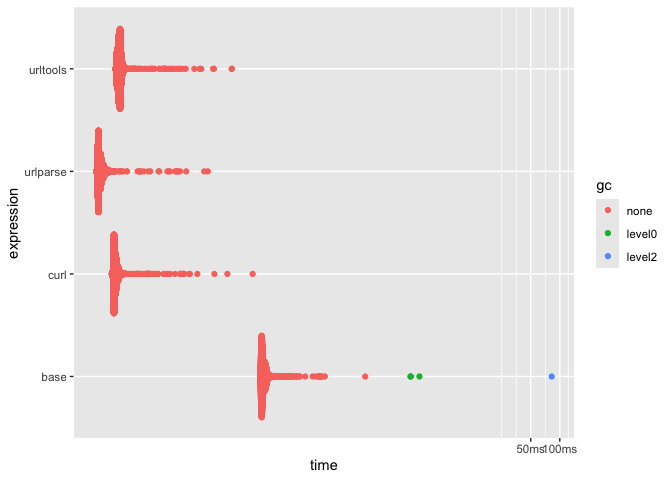 expression
urltools
urlparse
curl
base
50ms
100ms
time
gc
none
level0
level2